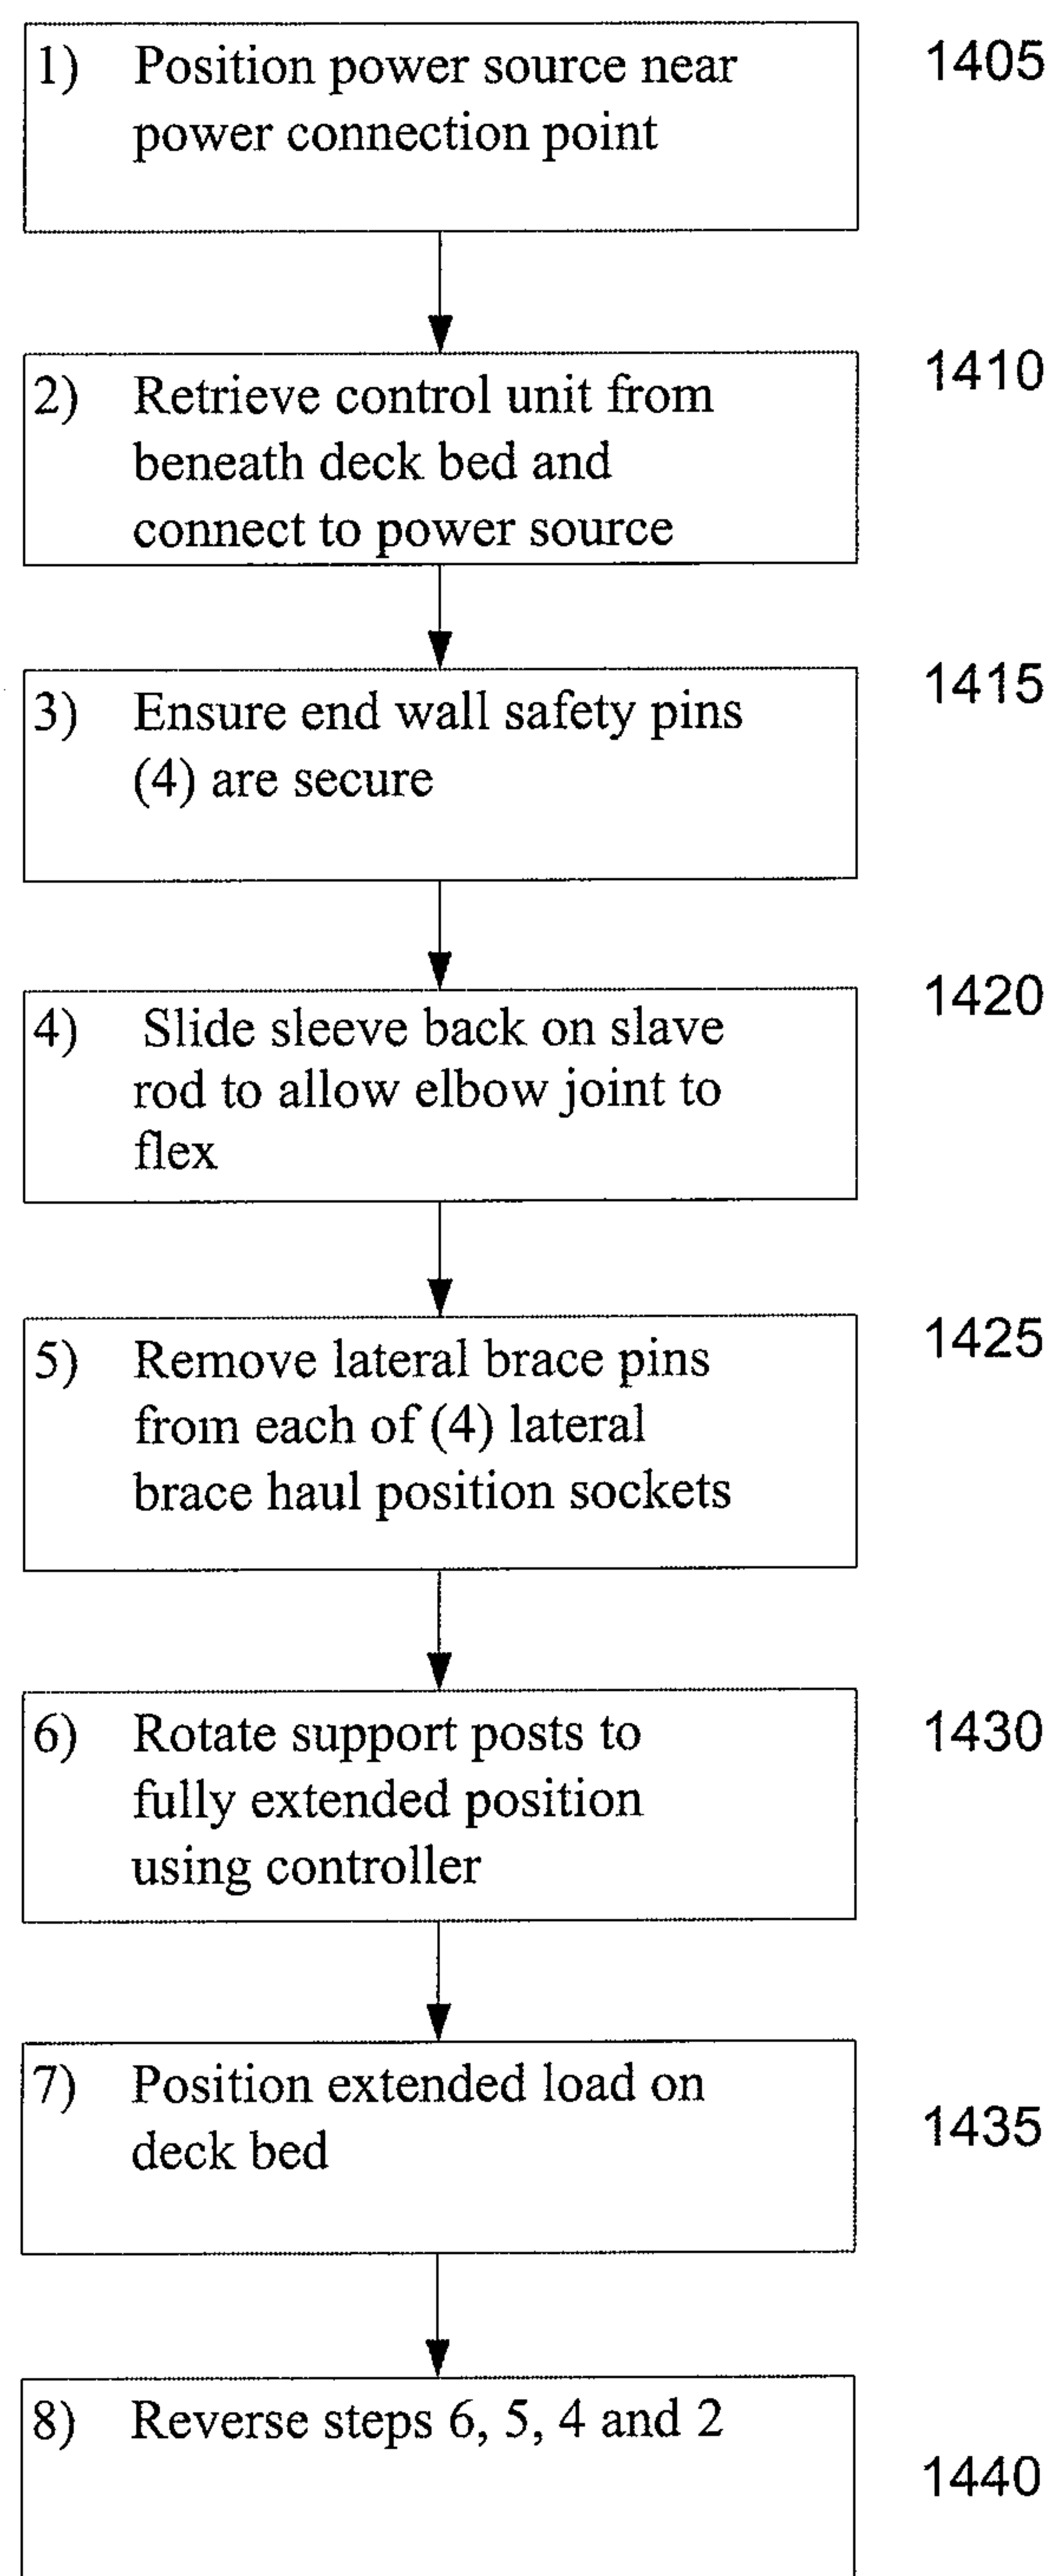 1) Position power source near
power connection point
1405
2) Retrieve control unit from
beneath deck bed and
connect to power source
1410
3) Ensure end wall safety pins
(4) are secure
1415
4) Slide sleeve back on slave
rod to allow elbow joint to
flex
1420
5) Remove lateral brace pins
from each of (4) lateral
brace haul position sockets
1425
6) Rotate support posts to
fully extended position
using controller
1430
7) Position extended load on
deck bed
1435
8) Reverse steps 6, 5, 4 and 2
1440